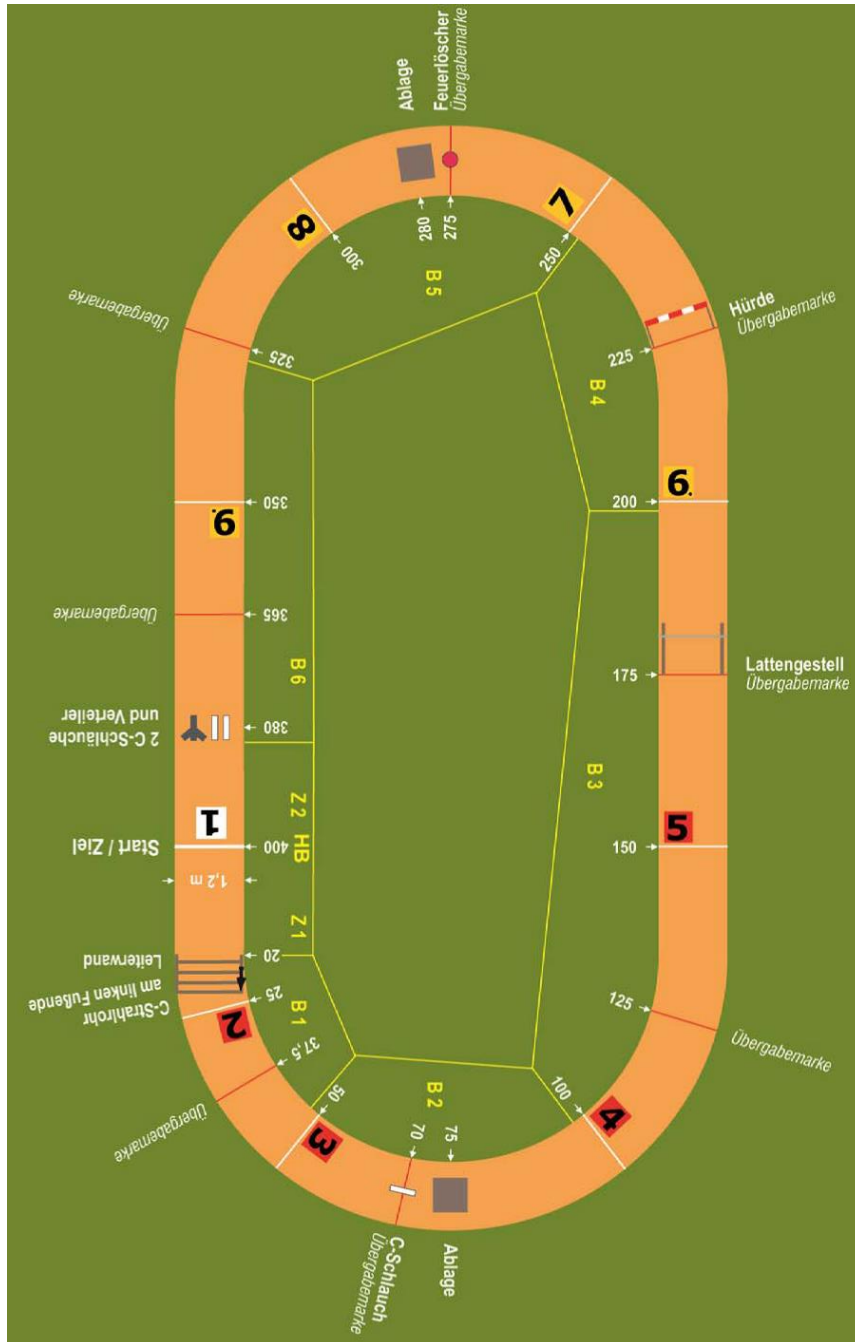 Start / Ziel
400
1
1,2 m
Z 1
HB
Z 2
Leiterwand
C-Strahlrohr
am linken Fußende
20
25
2
B 1
37,5
Übergabemarke
50
3
B 2
70
C-Schlauch
Übergabemarke
75
Ablage
100
4
125
Übergabemarke
B 3
150
5
175
Lattengestell
Übergabemarke
200
6.
B 4
225
Hürde
Übergabemarke
250
7
B 5
275
Feuerlöscher
Übergabemarke
280
Ablage
300
8
325
Übergabemarke
350
9.
365
Übergabemarke
B 6
380
2 C-Schläuche
und Verteiler